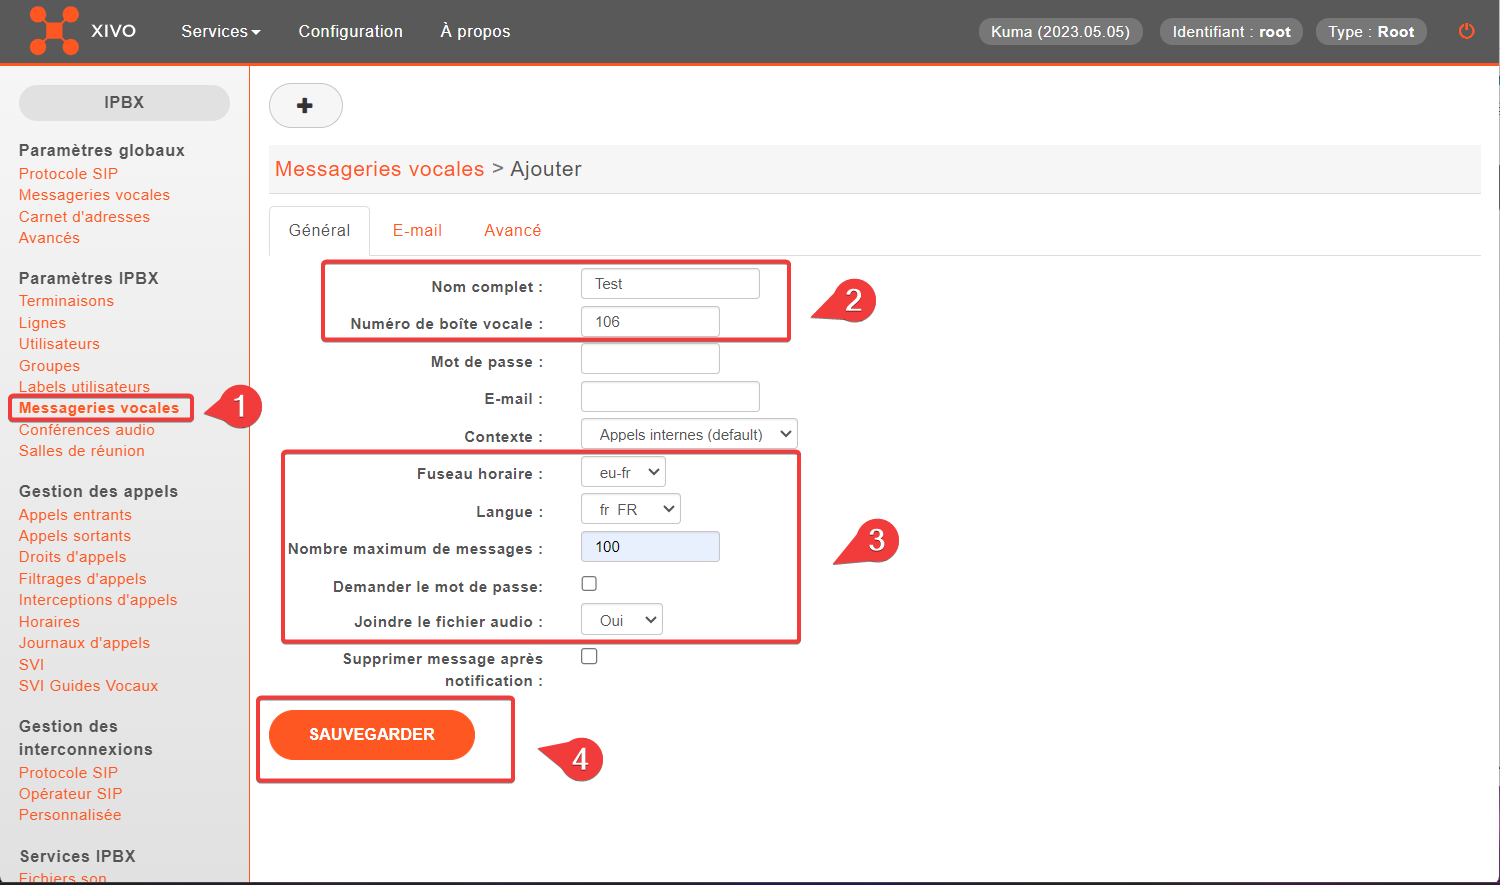 XIVO
Services
Configuration
À propos
Kuma (2023.05.05)
Identifiant : root
Type : Root
IPBX
Paramètres globaux
Protocole SIP
Messageries vocales
Carnet d'adresses
Avancés
Paramètres IPBX
Terminaisons
Lignes
Utilisateurs
Groupes
Labels utilisateurs
Messageries vocales
Conférences audio
Salles de réunion
Gestion des appels
Appels entrants
Appels sortants
Droits d'appels
Filtrages d'appels
Interceptions d'appels
Horaires
Journaux d'appels
SVI
SVI Guides Vocaux
Gestion des
interconnexions
Protocole SIP
Opérateur SIP
Personnalisée
Services IPBX
Fichiers son
1
Messageries vocales > Ajouter
Général
E-mail
Avancé
Nom complet : Test
Numéro de boîte vocale : 106
2
Mot de passe :
E-mail :
Contexte : Appels internes (default)
Fuseau horaire : eu-fr
Langue : fr FR
Nombre maximum de messages : 100
3
Demander le mot de passe:
Joindre le fichier audio : Oui
Supprimer message après
notification :
SAUVEGARDER
4